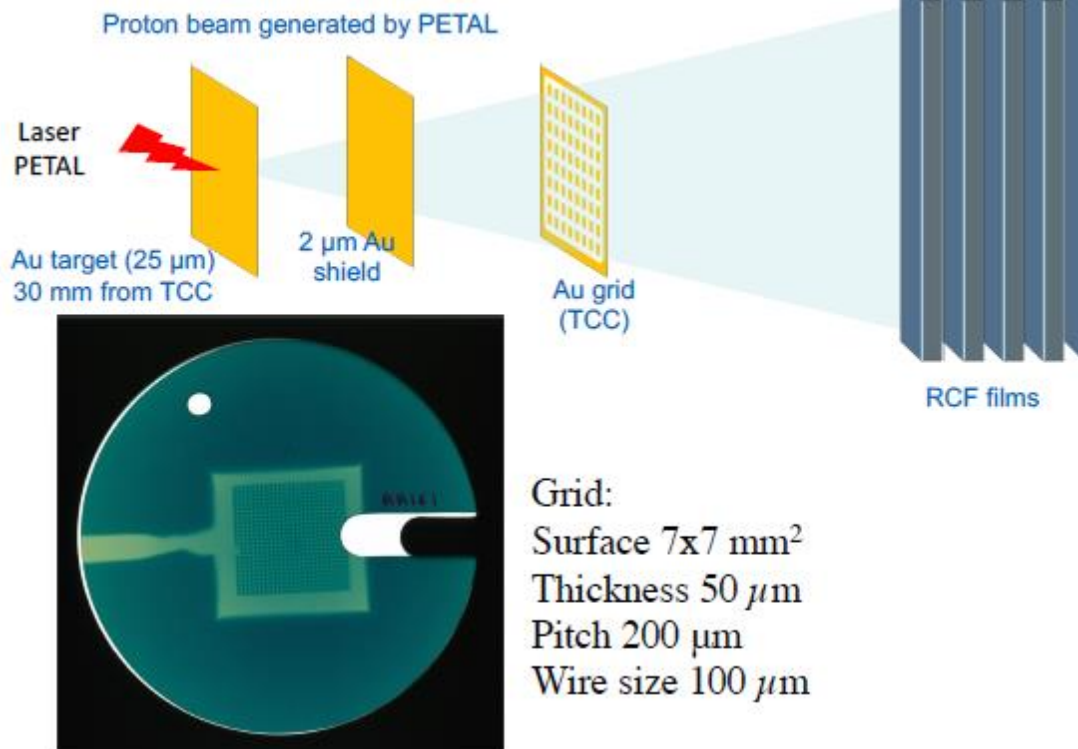 Proton beam generated by PETAL
Laser
PETAL
Au target (25 µm)
30 mm from TCC
2 µm Au
shield
Au grid
(TCC)
RCF films
Grid:
Surface 7x7 mm²
Thickness 50 µm
Pitch 200 µm
Wire size 100 µm